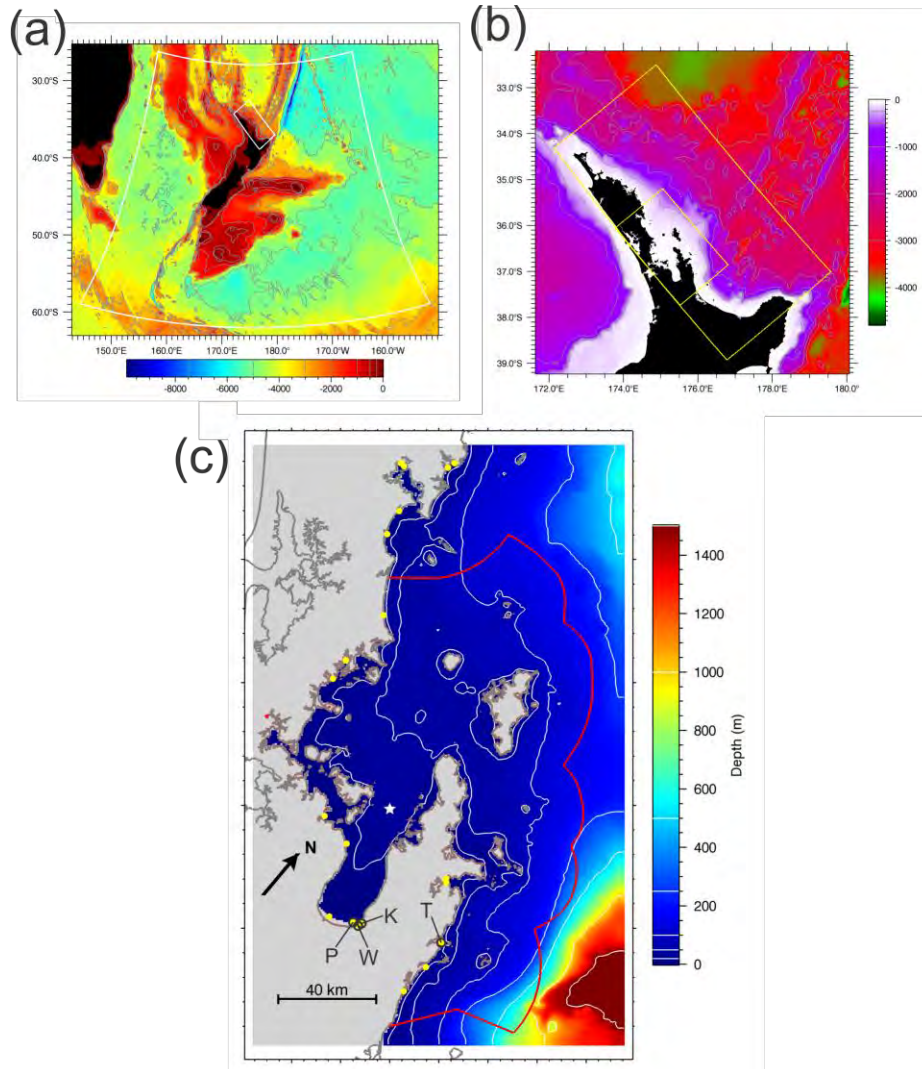 (a)
30.0°S
40.0°S
50.0°S
60.0°S
150.0°E 160.0°E 170.0°E 180.0° 170.0°W 160.0°W
-8000 -6000 -4000 -2000 0
(b)
33.0°S
34.0°S
35.0°S
36.0°S
37.0°S
38.0°S
39.0°S
172.0°E 174.0°E 176.0°E 178.0°E 180.0°
0
-1000
-2000
-3000
-4000
(c)
N
K
T
P
W
40 km
1400
1200
1000
800
600
400
200
0
Depth (m)